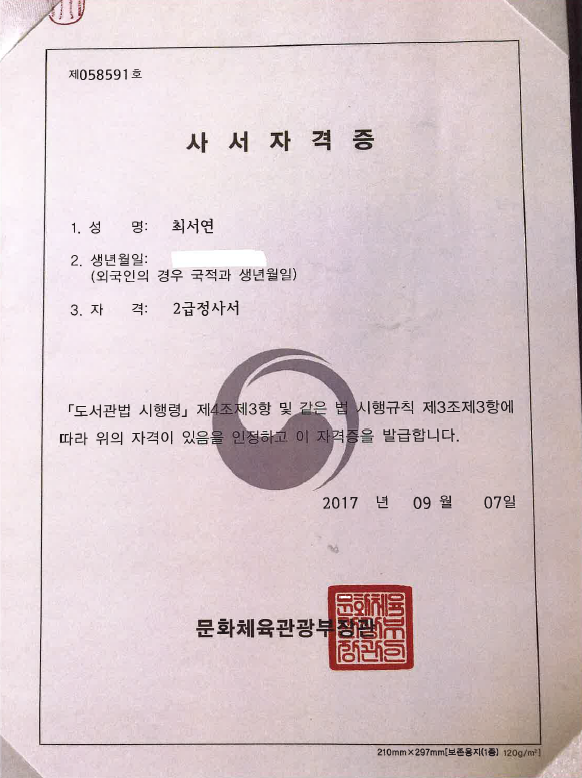 제058591호
사서자격증
1. 성 명: 최서연
2. 생년월일:
(외국인의 경우 국적과 생년월일)
3. 자 격: 2급정사서
「도서관법 시행령」 제4조제3항 및 같은 법 시행규칙 제3조제3항에
따라 위의 자격이 있음을 인정하고 이 자격증을 발급합니다.
2017 년 09 월 07일
문화체육관광부장관
210mm×297mm[보존용지(1종) 120g/m²]